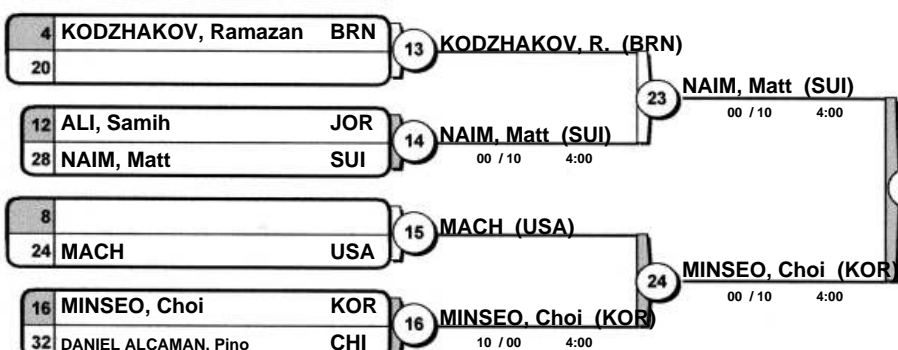 4 KODZHAKOV, Ramazan BRN
20
13 KODZHAKOV, R. (BRN)
12 ALI, Samih JOR
28 NAIM, Matt SUI
14 NAIM, Matt (SUI)
00 / 10 4:00
23 NAIM, Matt (SUI)
00 / 10 4:00
8
24 MACH USA
15 MACH (USA)
16 MINSEO, Choi KOR
32 DANIEL ALCAMAN, Pino CHI
16 MINSEO, Choi (KOR)
10 / 00 4:00
24 MINSEO, Choi (KOR)
00 / 10 4:00